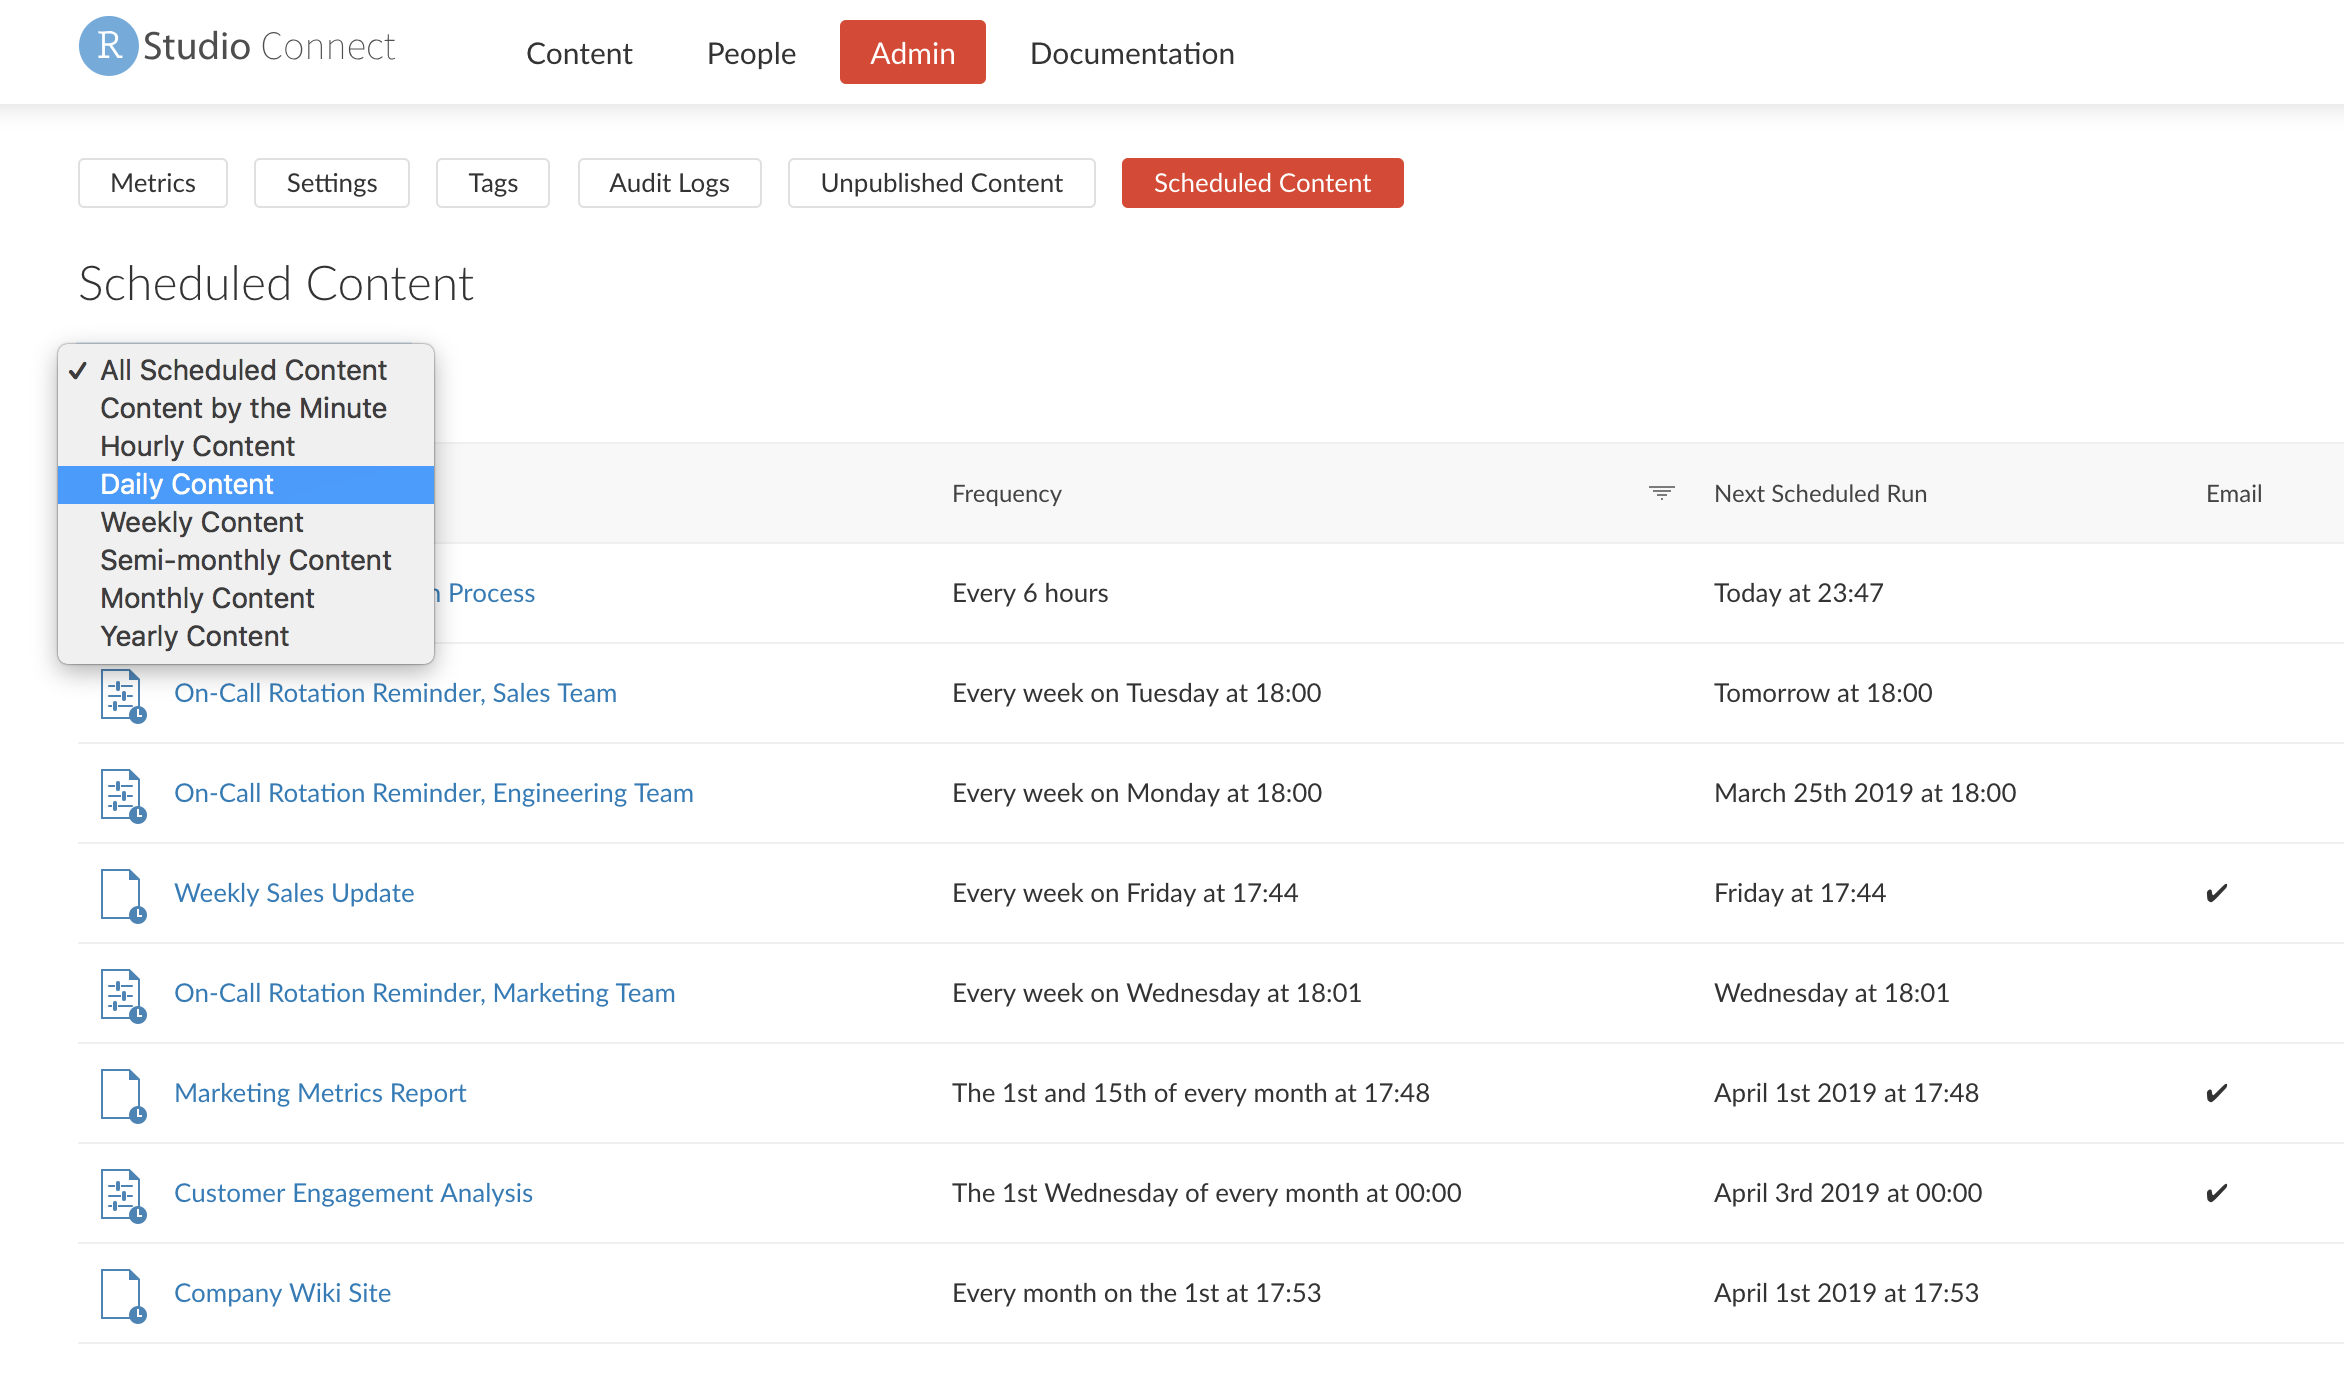 R Studio Connect
Content People Admin Documentation
Metrics Settings Tags Audit Logs Unpublished Content Scheduled Content
Scheduled Content
✓ All Scheduled Content
Content by the Minute
Hourly Content
Daily Content
Weekly Content
Semi-monthly Content
Monthly Content
Yearly Content
Frequency Next Scheduled Run Email
Process Every 6 hours Today at 23:47
On-Call Rotation Reminder, Sales Team Every week on Tuesday at 18:00 Tomorrow at 18:00
On-Call Rotation Reminder, Engineering Team Every week on Monday at 18:00 March 25th 2019 at 18:00
Weekly Sales Update Every week on Friday at 17:44 Friday at 17:44 ✔
On-Call Rotation Reminder, Marketing Team Every week on Wednesday at 18:01 Wednesday at 18:01
Marketing Metrics Report The 1st and 15th of every month at 17:48 April 1st 2019 at 17:48 ✔
Customer Engagement Analysis The 1st Wednesday of every month at 00:00 April 3rd 2019 at 00:00 ✔
Company Wiki Site Every month on the 1st at 17:53 April 1st 2019 at 17:53